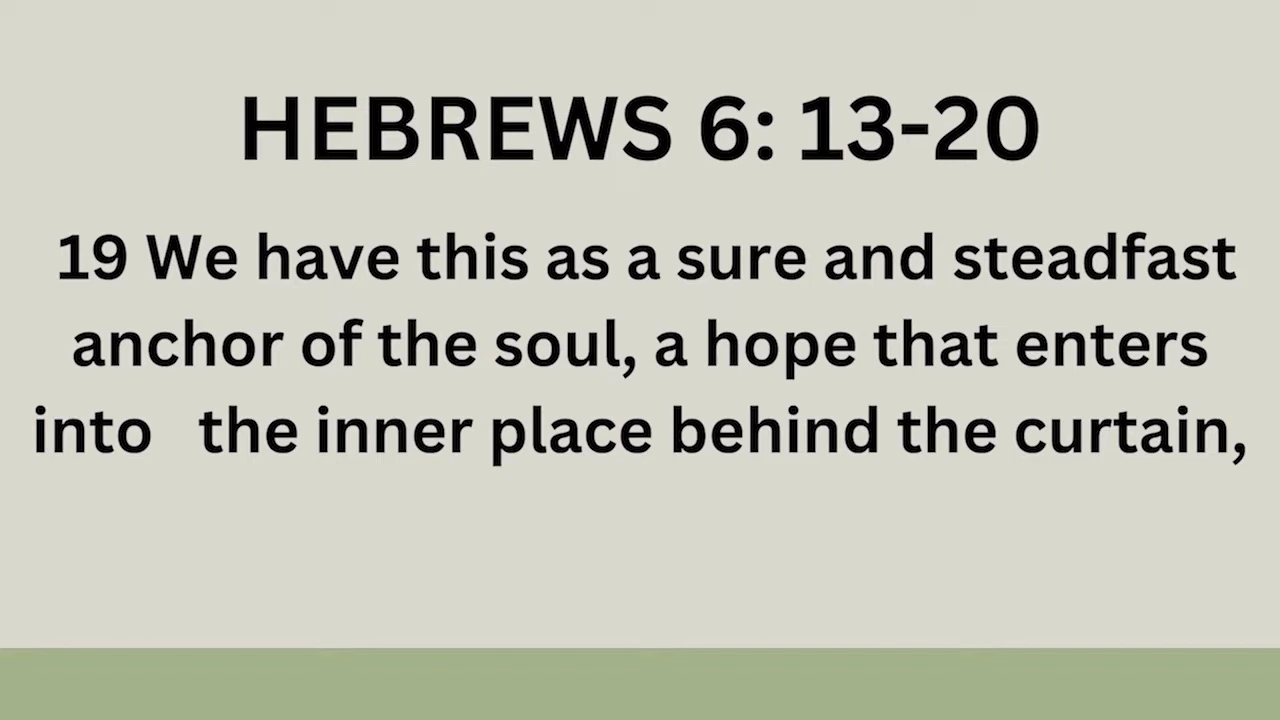 HEBREWS 6: 13-20
19 We have this as a sure and steadfast
anchor of the soul, a hope that enters
into   the inner place behind the curtain,